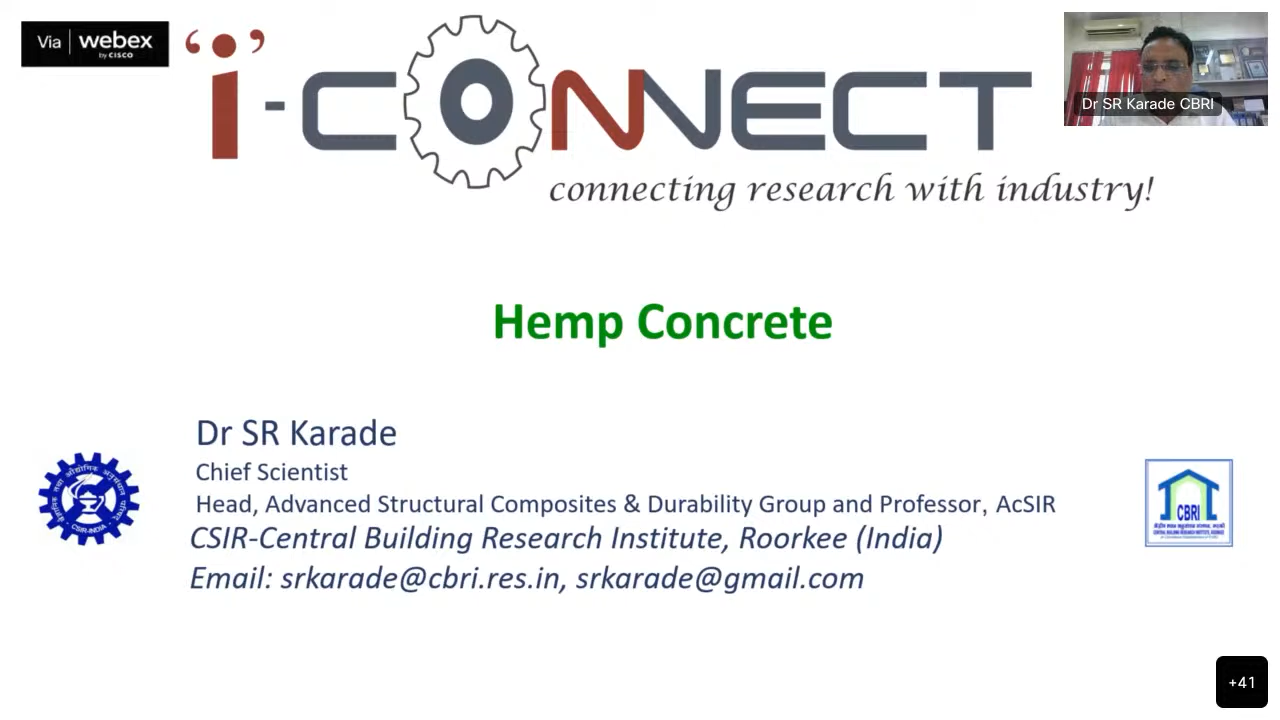 Via webex
by CISCO
'i'-CONNECT
connecting research with industry!
Dr SR Karade CBRI
Hemp Concrete
Dr SR Karade
Chief Scientist
Head, Advanced Structural Composites & Durability Group and Professor, AcSIR
CSIR-Central Building Research Institute, Roorkee (India)
Email: srkarade@cbri.res.in, srkarade@gmail.com
CSIR-INDIA
CBRI
+41